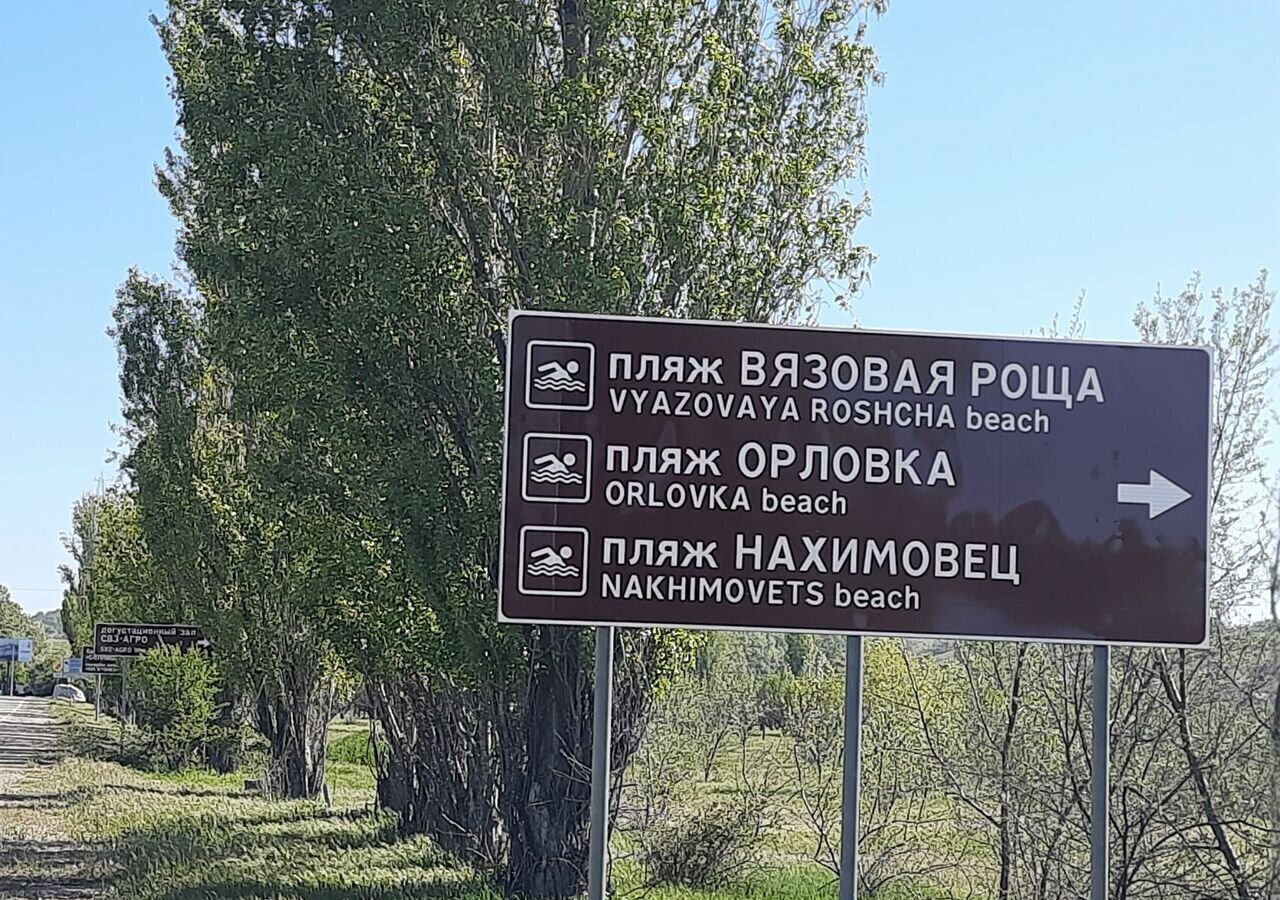 пляж ВЯЗОВАЯ РОЩА
VYAZOVAYA ROSHCHA beach
пляж ОРЛОВКА
ORLOVKA beach
пляж НАХИМОВЕЦ
NAKHIMOVETS beach
дегустационный зал
СВЗ-АГРО